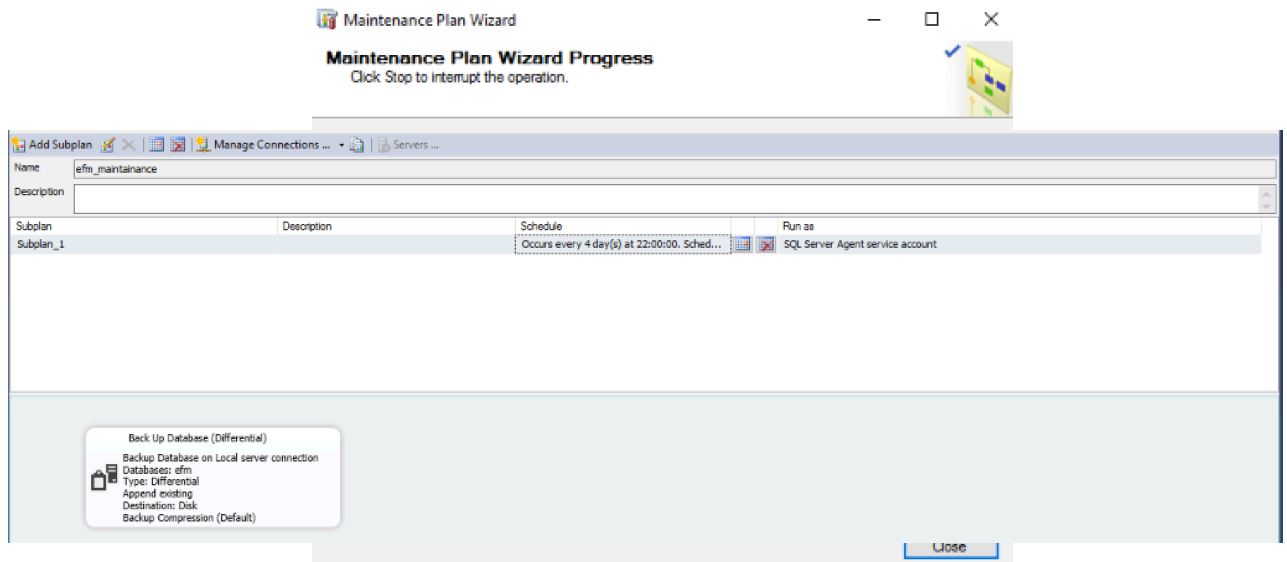 Maintenance Plan Wizard
Maintenance Plan Wizard Progress
Click Stop to interrupt the operation.
Add Subplan Manage Connections ... Servers ...
Name efm_maintainance
Description
Subplan Description Schedule Run as
Subplan_1 Occurs every 4 day(s) at 22:00:00. Sched... SQL Server Agent service account
Back Up Database (Differential)
Backup Database on Local server connection
Databases: efm
Type: Differential
Append existing
Destination: Disk
Backup Compression (Default)
Close